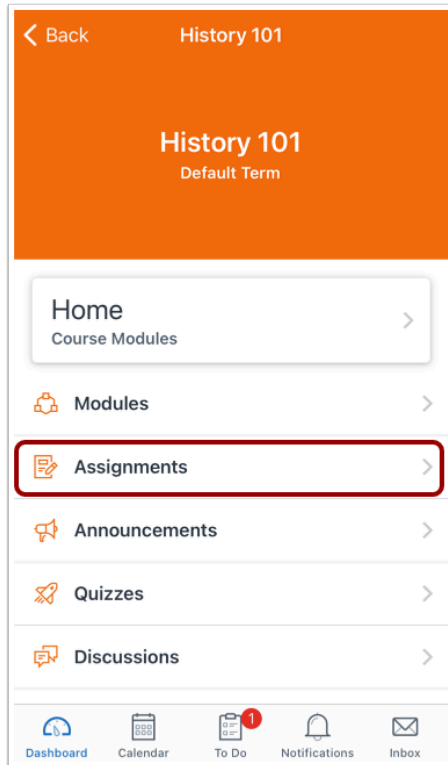 Back History 101
History 101
Default Term
Home
Course Modules
Modules
Assignments
Announcements
Quizzes
Discussions
1
Dashboard Calendar To Do Notifications Inbox